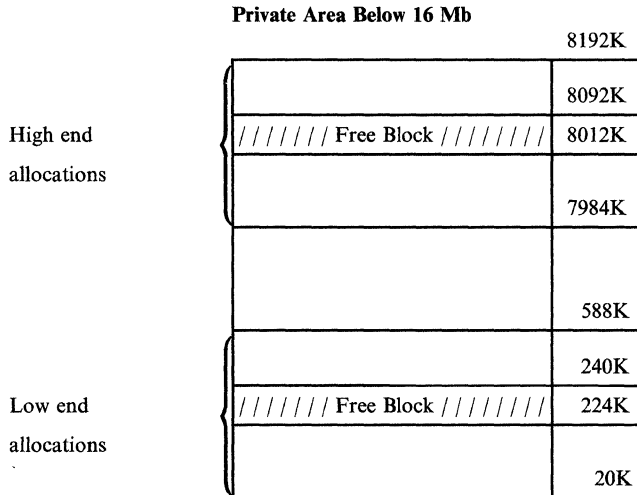 Private Area Below 16 Mb
8192K
8092K
High end / / / / / / / Free Block / / / / / / / / 8012K
allocations
7984K
588K
240K
Low end / / / / / / / Free Block / / / / / / / / 224K
allocations
20K